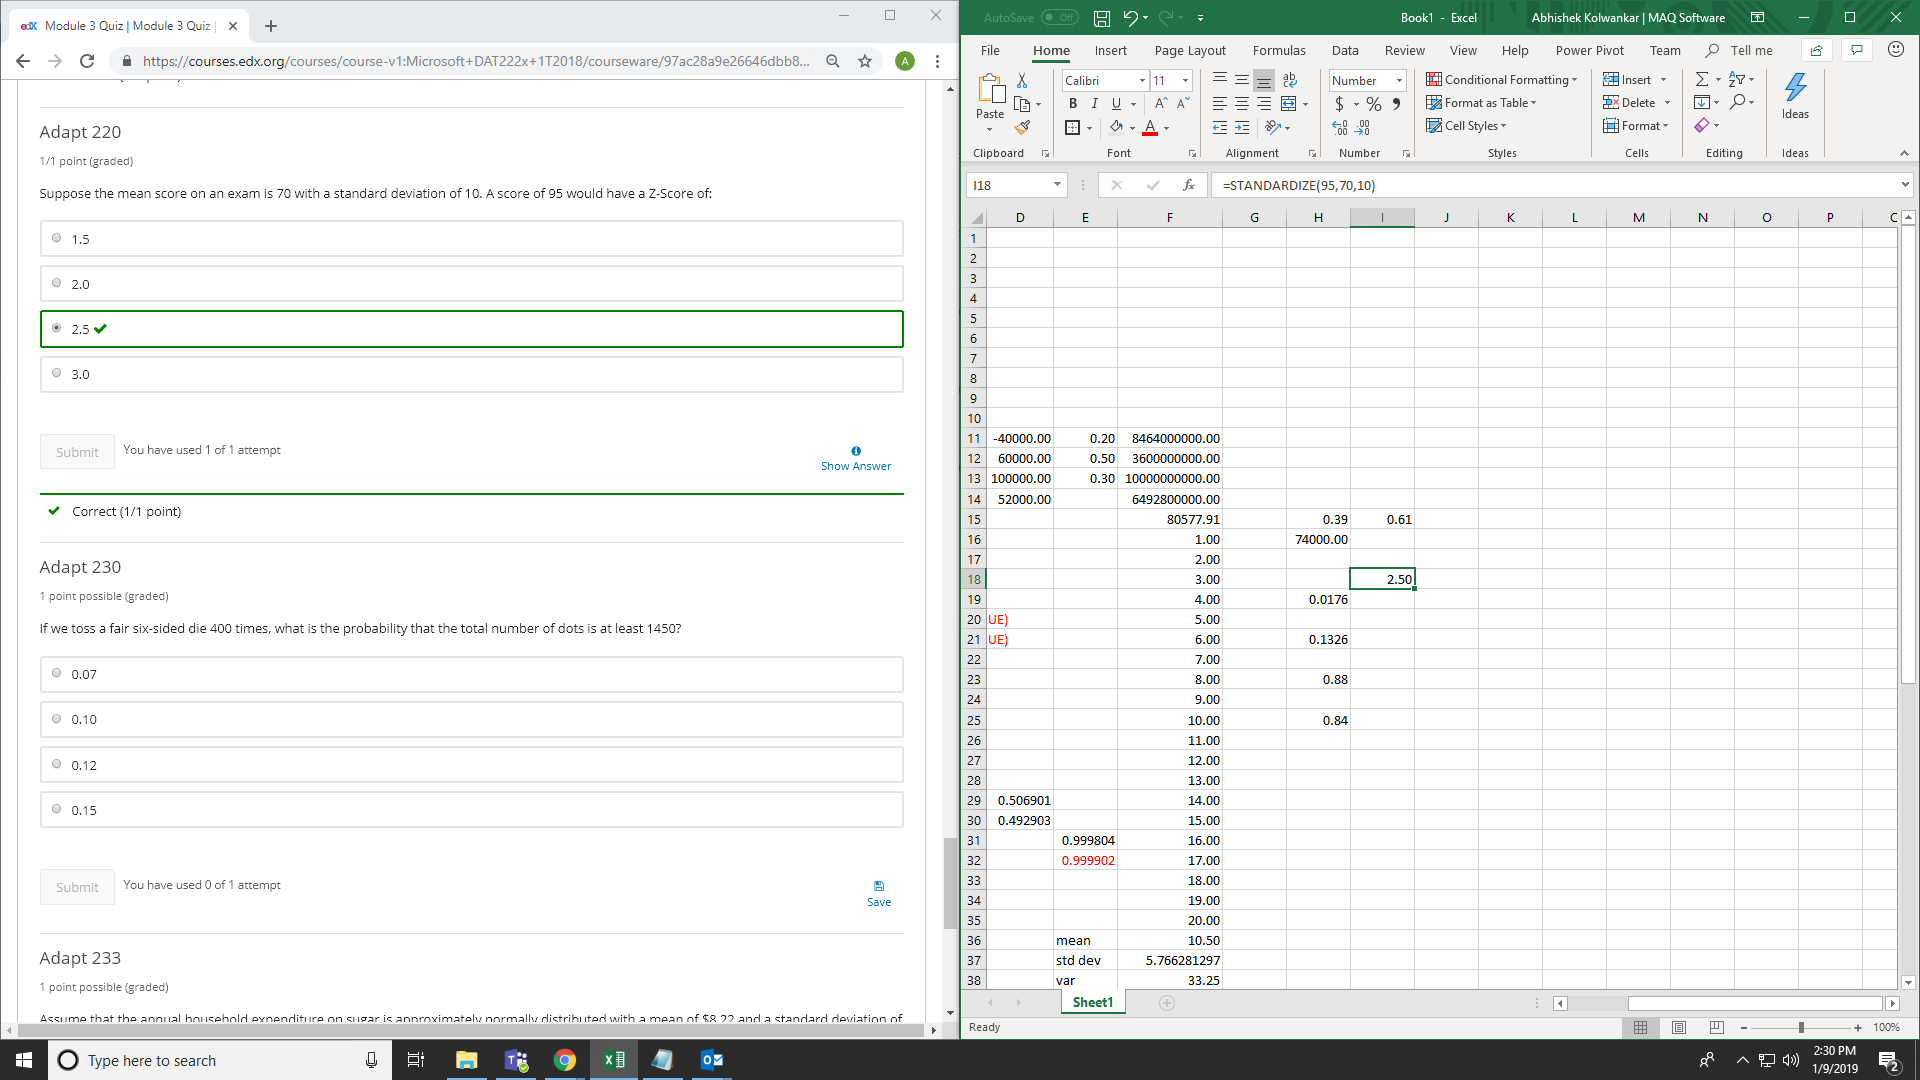 edX Module 3 Quiz | Module 3 Quiz |
https://courses.edx.org/courses/course-v1:Microsoft+DAT222x+1T2018/courseware/97ac28a9e26646dbb8...
A
Adapt 220
1/1 point (graded)
Suppose the mean score on an exam is 70 with a standard deviation of 10. A score of 95 would have a Z-Score of:
1.5
2.0
2.5
3.0
Submit
You have used 1 of 1 attempt
Show Answer
Correct (1/1 point)
Adapt 230
1 point possible (graded)
If we toss a fair six-sided die 400 times, what is the probability that the total number of dots is at least 1450?
0.07
0.10
0.12
0.15
Submit
You have used 0 of 1 attempt
Save
Adapt 233
1 point possible (graded)
Assume that the annual household expenditure on sugar is approximately normally distributed with a mean of $8.22 and a standard deviation of
AutoSave Off
Book1 - Excel
Abhishek Kolwankar | MAQ Software
File Home Insert Page Layout Formulas Data Review View Help Power Pivot Team Tell me
Paste
Clipboard
Calibri 11
B I U
Font
ab
Alignment
Number
$ % 9
Number
Conditional Formatting
Format as Table
Cell Styles
Styles
Insert
Delete
Format
Cells
Editing
Ideas
Ideas
I18 fx =STANDARDIZE(95,70,10)
D E F G H I J K L M N O P
1
2
3
4
5
6
7
8
9
10
11 -40000.00 0.20 8464000000.00
12 60000.00 0.50 3600000000.00
13 100000.00 0.30 10000000000.00
14 52000.00 6492800000.00
15 80577.91 0.39 0.61
16 1.00 74000.00
17 2.00
18 3.00 2.50
19 4.00 0.0176
20 UE) 5.00
21 UE) 6.00 0.1326
22 7.00
23 8.00 0.88
24 9.00
25 10.00 0.84
26 11.00
27 12.00
28 13.00
29 0.506901 14.00
30 0.492903 15.00
31 0.999804 16.00
32 0.999902 17.00
33 18.00
34 19.00
35 20.00
36 mean 10.50
37 std dev 5.766281297
38 var 33.25
Sheet1
Ready
100%
Type here to search
2:30 PM
1/9/2019
2